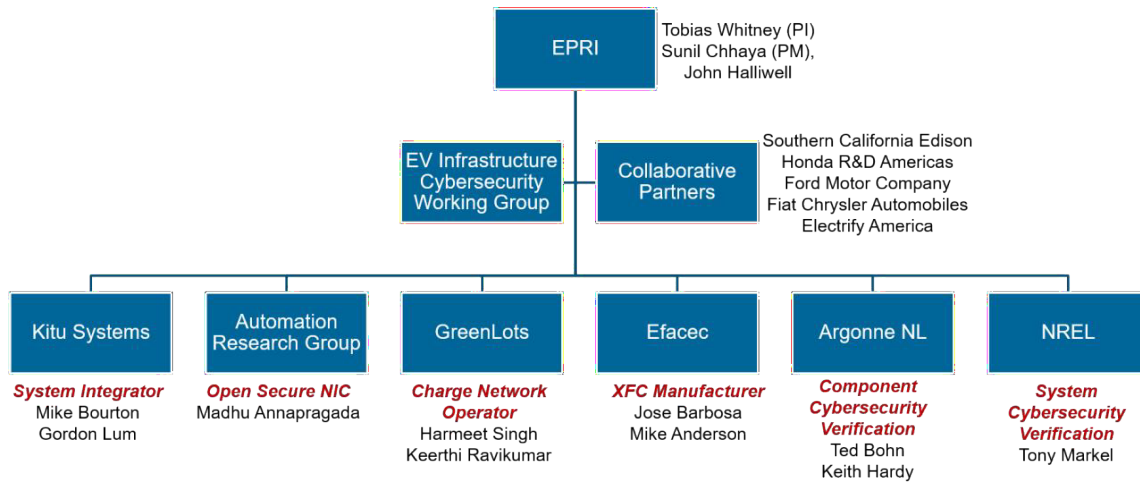 EPRI
Tobias Whitney (PI)
Sunil Chhaya (PM),
John Halliwell
EV Infrastructure
Cybersecurity
Working Group
Collaborative
Partners
Southern California Edison
Honda R&D Americas
Ford Motor Company
Fiat Chrysler Automobiles
Electrify America
Kitu Systems
System Integrator
Mike Bourton
Gordon Lum
Automation
Research Group
Open Secure NIC
Madhu Annapragada
GreenLots
Charge Network
Operator
Harmeet Singh
Keerthi Ravikumar
Efacec
XFC Manufacturer
Jose Barbosa
Mike Anderson
Argonne NL
Component
Cybersecurity
Verification
Ted Bohn
Keith Hardy
NREL
System
Cybersecurity
Verification
Tony Markel